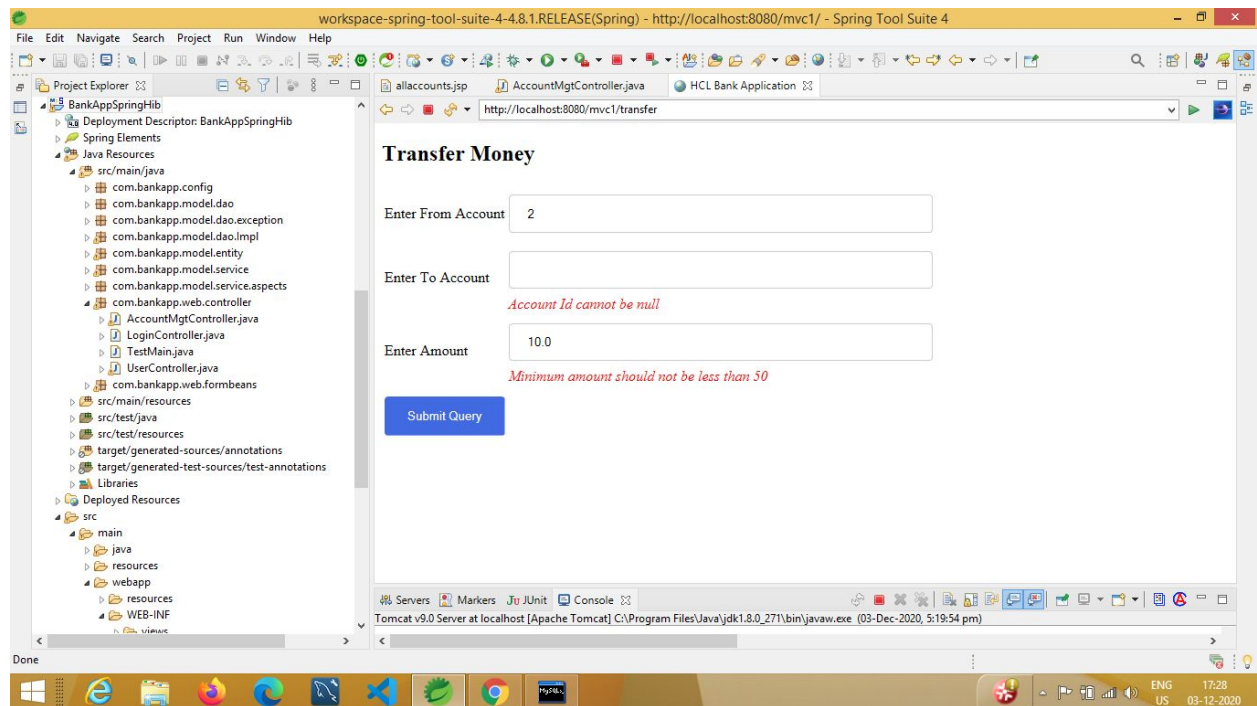 workspace-spring-tool-suite-4-4.8.1.RELEASE(Spring) - http://localhost:8080/mvc1/ - Spring Tool Suite 4
File Edit Navigate Search Project Run Window Help
Project Explorer
allaccounts.jsp AccountMgtController.java HCL Bank Application
http://localhost:8080/mvc1/transfer
BankAppSpringHib
Deployment Descriptor: BankAppSpringHib
Spring Elements
Java Resources
src/main/java
com.bankapp.config
com.bankapp.model.dao
com.bankapp.model.dao.exception
com.bankapp.model.dao.Impl
com.bankapp.model.entity
com.bankapp.model.service
com.bankapp.model.service.aspects
com.bankapp.web.controller
AccountMgtController.java
LoginController.java
TestMain.java
UserController.java
com.bankapp.web.formbeans
src/main/resources
src/test/java
src/test/resources
target/generated-sources/annotations
target/generated-test-sources/test-annotations
Libraries
Deployed Resources
src
main
java
resources
webapp
resources
WEB-INF
views
Transfer Money
Enter From Account 2
Enter To Account
Account Id cannot be null
Enter Amount 10.0
Minimum amount should not be less than 50
Submit Query
Servers Markers JUnit Console
Tomcat v9.0 Server at localhost [Apache Tomcat] C:\Program Files\Java\jdk1.8.0_271\bin\javaw.exe (03-Dec-2020, 5:19:54 pm)
Done
ENG 17:28
US 03-12-2020